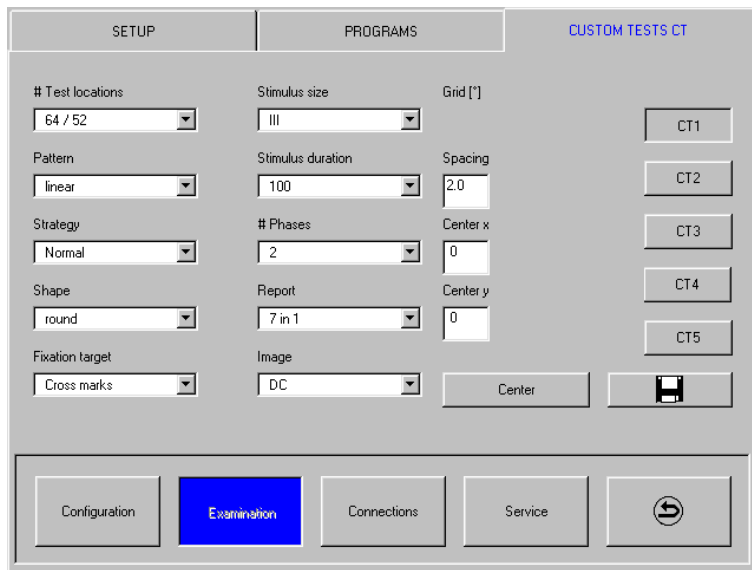 SETUP PROGRAMS CUSTOM TESTS CT
# Test locations Stimulus size Grid [°]
64 / 52 III CT1
Pattern Stimulus duration Spacing
linear 100 2.0 CT2
Strategy # Phases Center x
Normal 2 0 CT3
Shape Report Center y
round 7 in 1 0 CT4
Fixation target Image CT5
Cross marks DC Center
Configuration Examination Connections Service